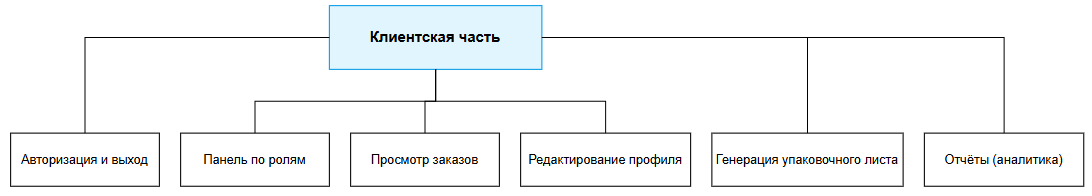 Клиентская часть
Авторизация и выход
Панель по ролям
Просмотр заказов
Редактирование профиля
Генерация упаковочного листа
Отчёты (аналитика)